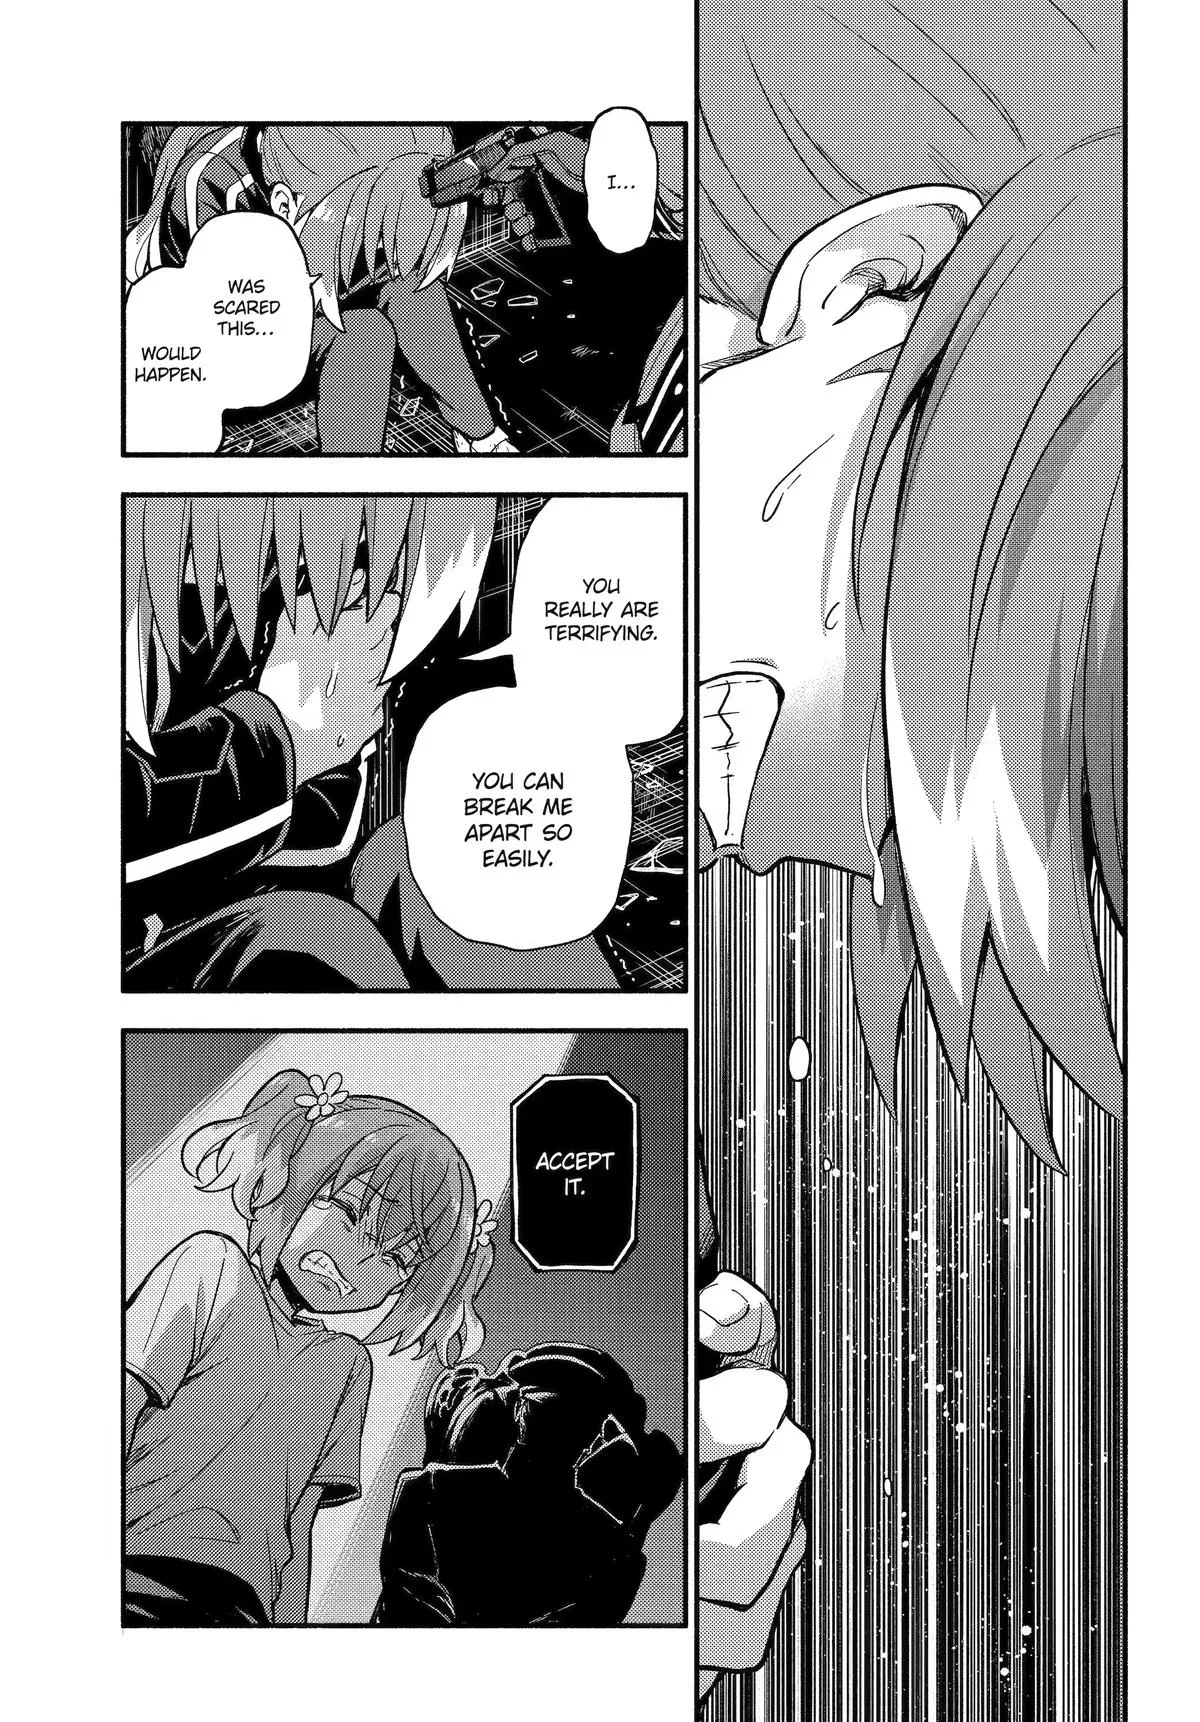 I...
WAS
SCARED
THIS...
WOULD
HAPPEN.
YOU
REALLY ARE
TERRIFYING.
YOU CAN
BREAK ME
APART SO
EASILY.
ACCEPT
IT.